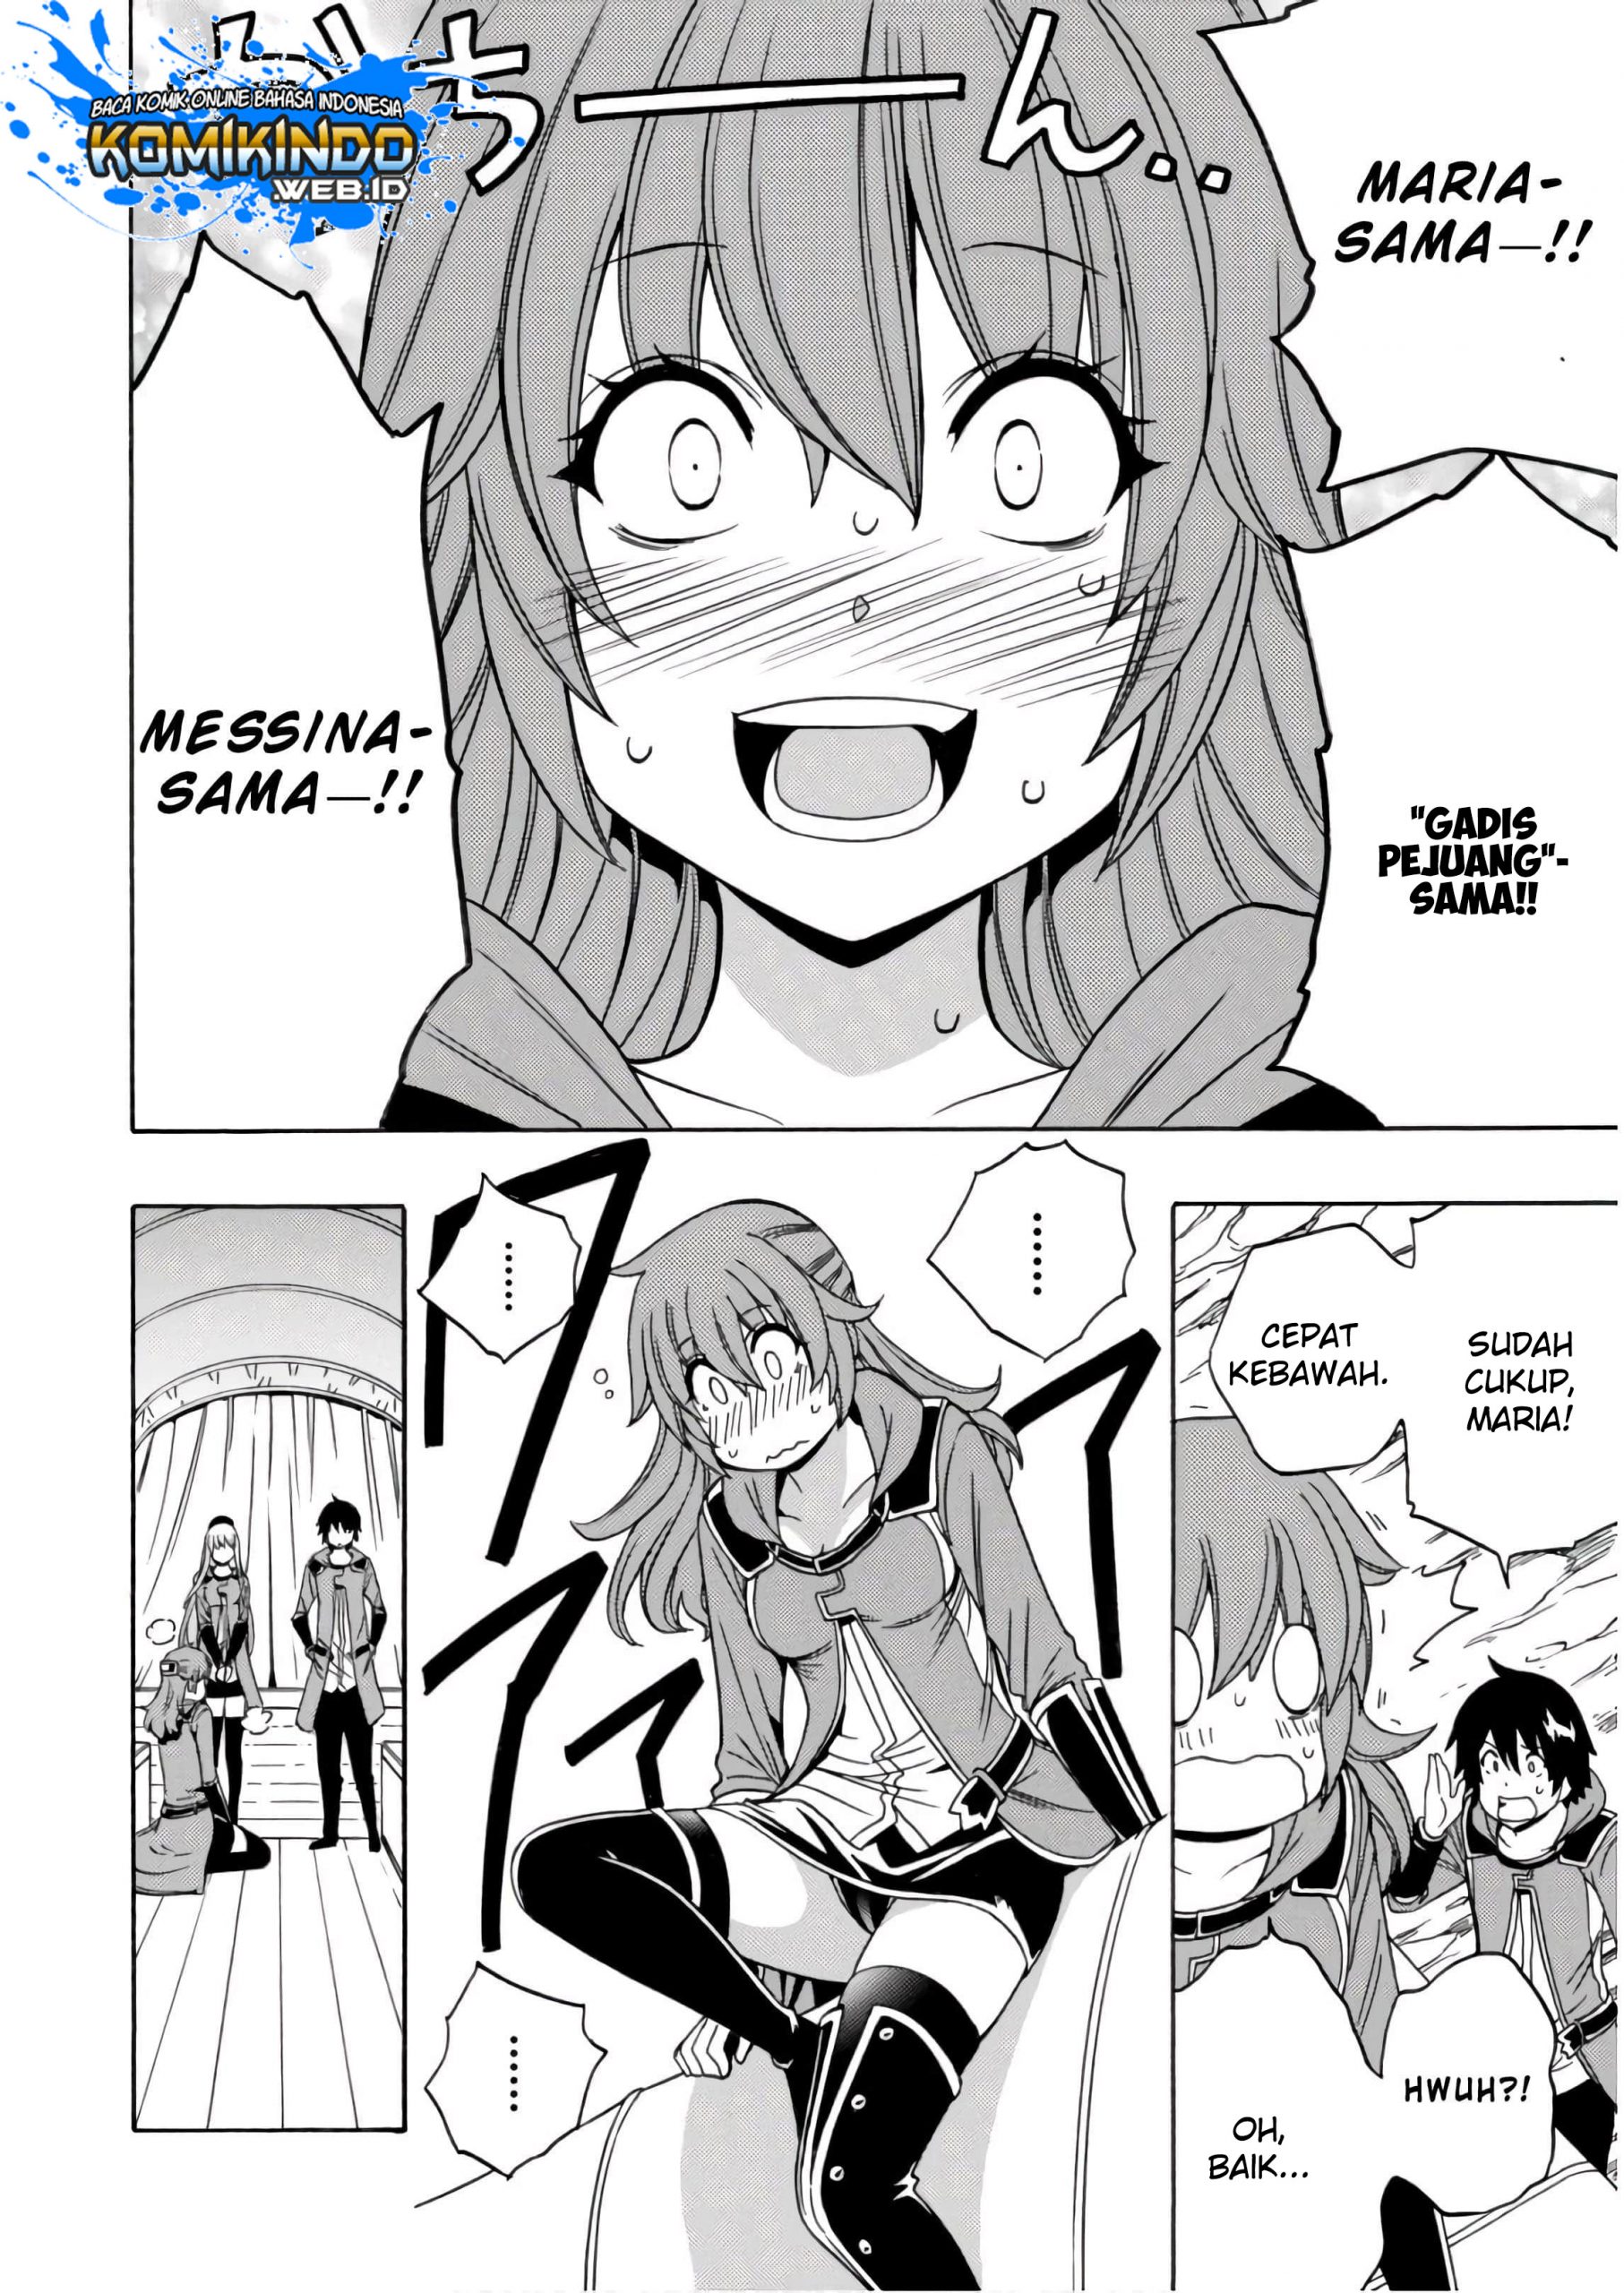 BACA KOMIK ONLINE BAHASA INDONESIA
KOMIKINDO
.WEB.ID
ちーん..
MARIA-
SAMA—!!
"GADIS
PEJUANG"-
SAMA!!
MESSINA-
SAMA—!!
SUDAH
CUKUP,
MARIA!
CEPAT
KEBAWAH.
HWUH?!
OH,
BAIK...
......
......
......